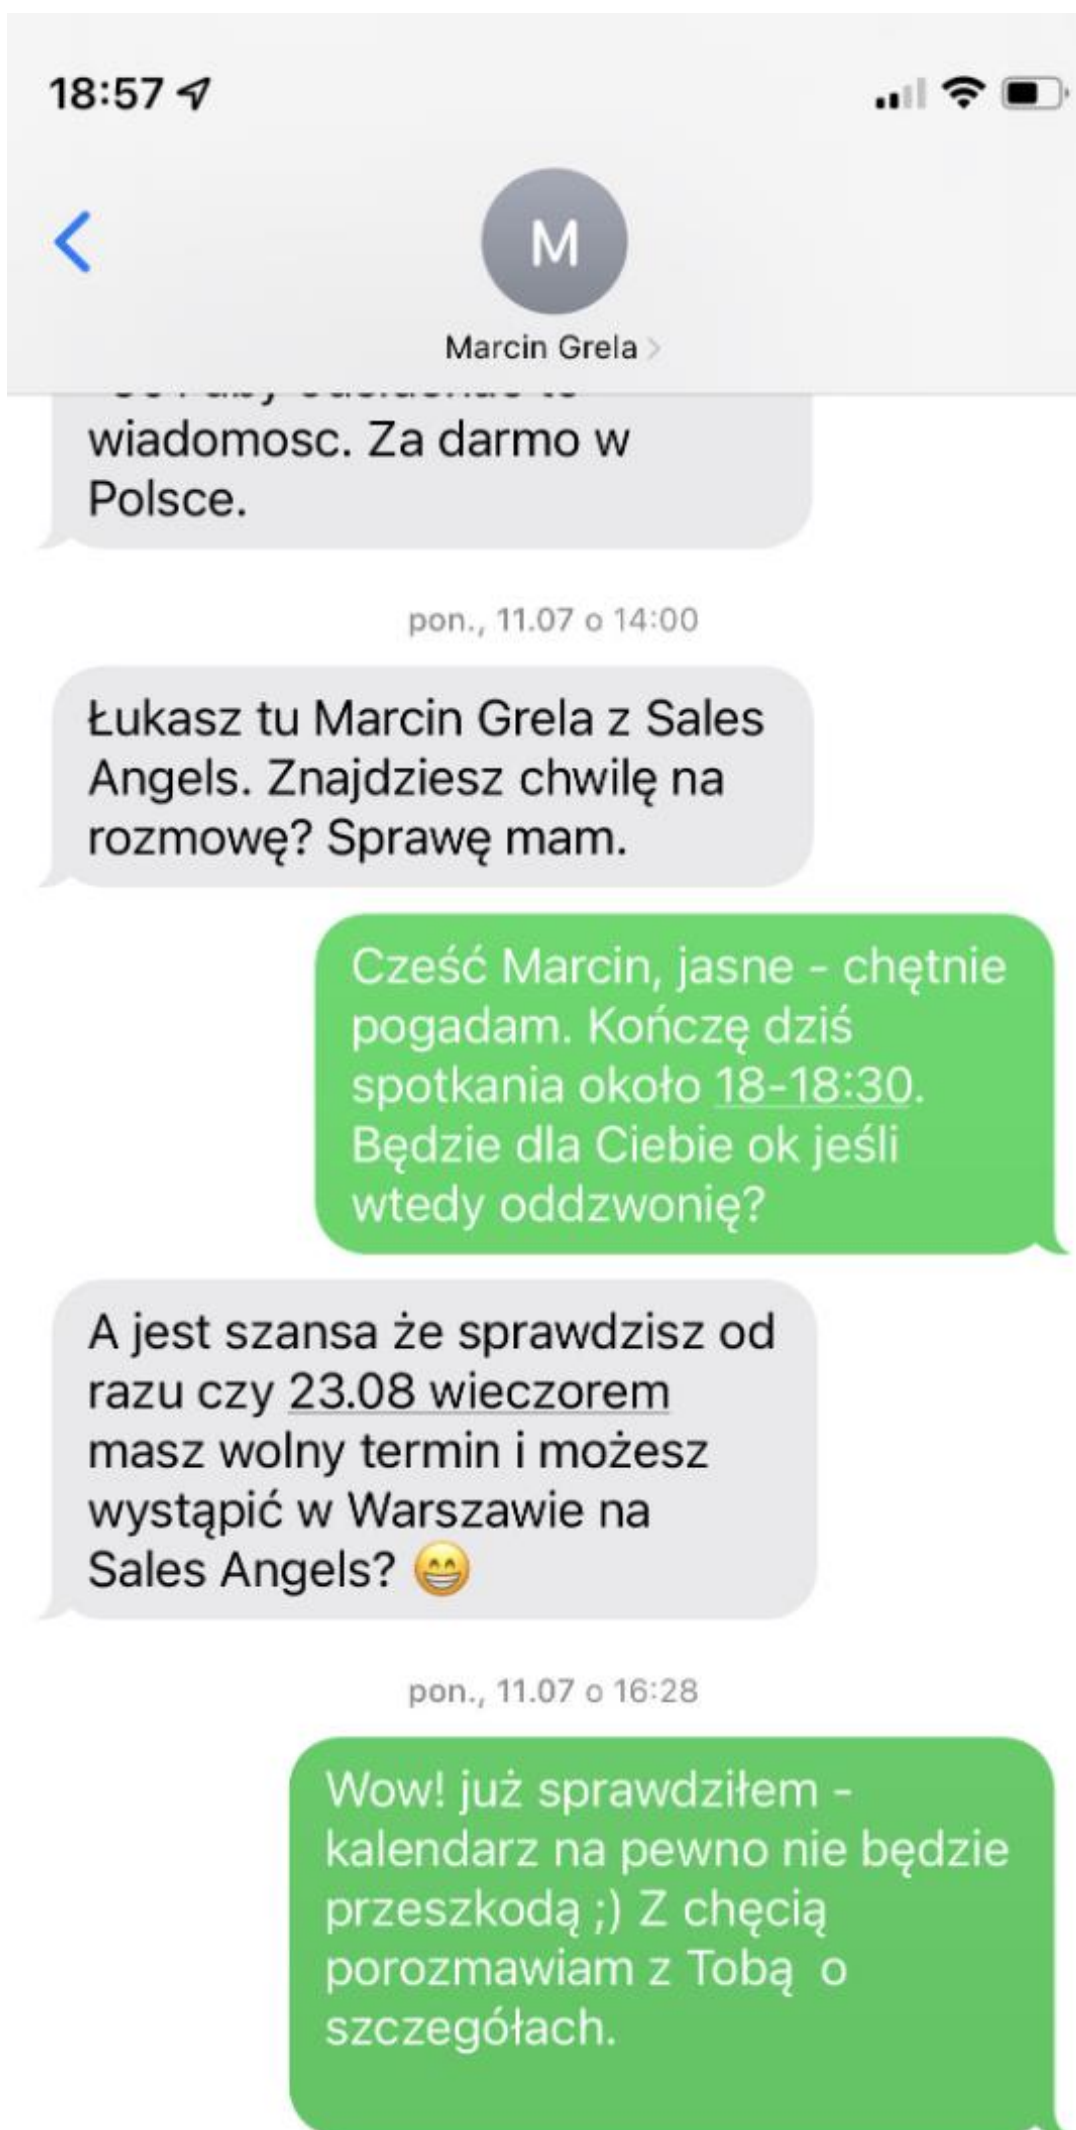 18:57
M
Marcin Grela
wiadomosc. Za darmo w
Polsce.
pon., 11.07 o 14:00
Łukasz tu Marcin Grela z Sales
Angels. Znajdziesz chwilę na
rozmowę? Sprawę mam.
Cześć Marcin, jasne - chętnie
pogadam. Kończę dziś
spotkania około 18-18:30.
Będzie dla Ciebie ok jeśli
wtedy oddzwonię?
A jest szansa że sprawdzisz od
razu czy 23.08 wieczorem
masz wolny termin i możesz
wystąpić w Warszawie na
Sales Angels? 😁
pon., 11.07 o 16:28
Wow! już sprawdziłem -
kalendarz na pewno nie będzie
przeszkodą ;) Z chęcią
porozmawiam z Tobą  o
szczegółach.